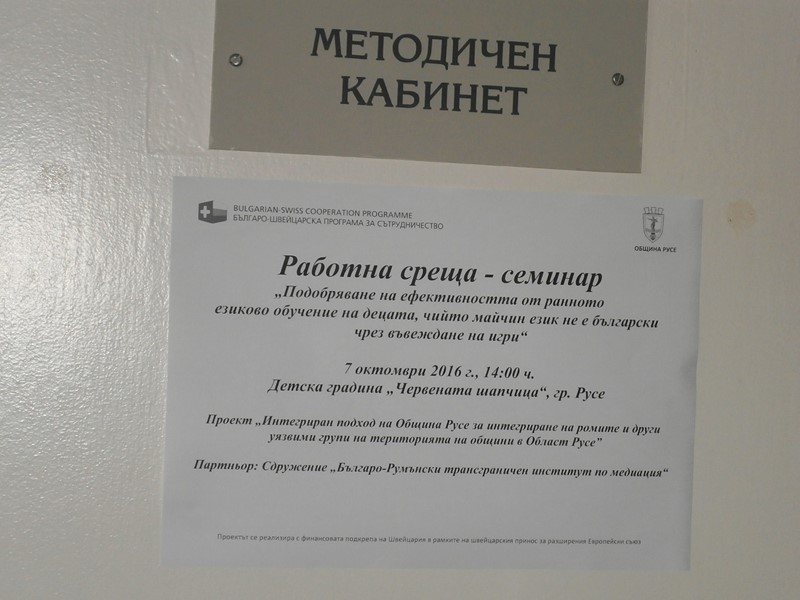 МЕТОДИЧЕН
КАБИНЕТ
BULGARIAN-SWISS COOPERATION PROGRAMME
БЪЛГАРО-ШВЕЙЦАРСКА ПРОГРАМА ЗА СЪТРУДНИЧЕСТВО
ОБЩИНА РУСЕ
Работна среща - семинар
„Подобряване на ефективността от ранното
езиково обучение на децата, чийто майчин език не е български
чрез въвеждане на игри“
7 октомври 2016 г., 14:00 ч.
Детска градина „Червената шапчица“, гр. Русе
Проект „Интегриран подход на Община Русе за интегриране на ромите и други
уязвими групи на територията на общини в Област Русе”
Партньор: Сдружение „Българо-Румънски трансграничен институт по медиация“
Проектът се реализира с финансовата подкрепа на Швейцария в рамките на швейцарския принос за разширения Европейски съюз